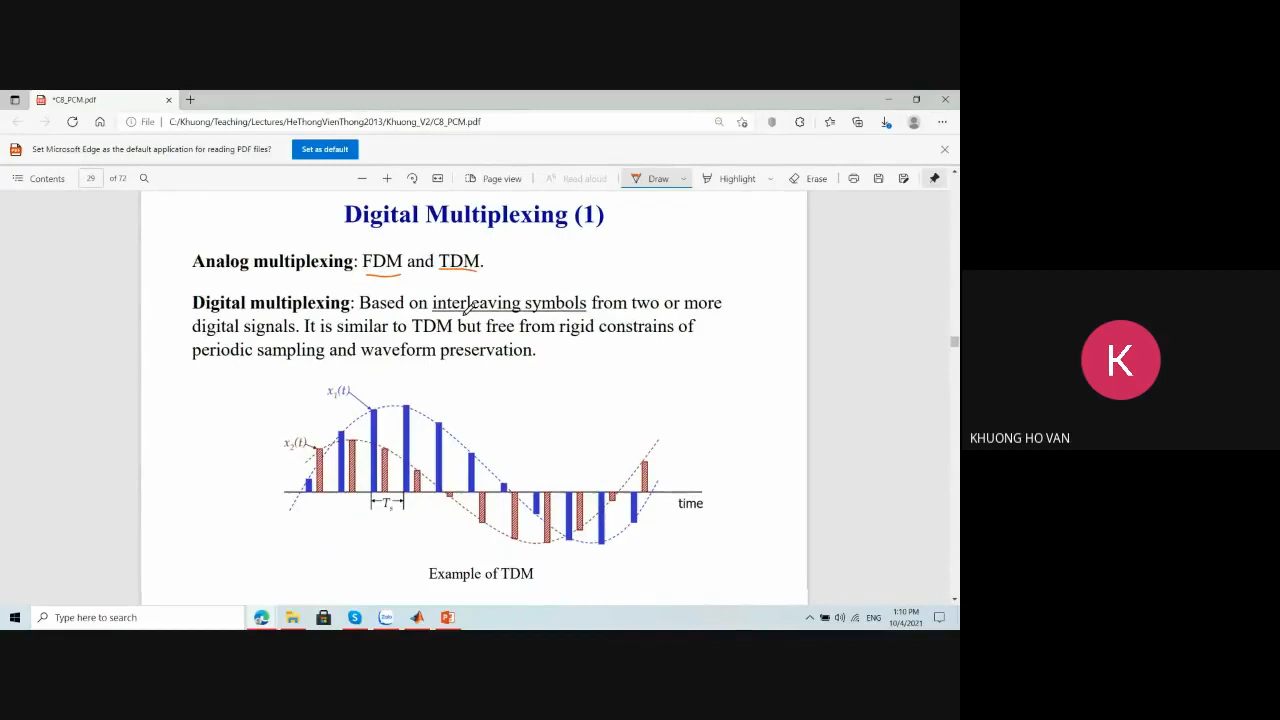 *C8_PCM.pdf
File | C:/Khuong/Teaching/Lectures/HeThongVienThong2013/Khuong_V2/C8_PCM.pdf
Set Microsoft Edge as the default application for reading PDF files? Set as default
Contents 29 of 72 Page view Read aloud Draw Highlight Erase
Digital Multiplexing (1)
Analog multiplexing: FDM and TDM.
Digital multiplexing: Based on interleaving symbols from two or more
digital signals. It is similar to TDM but free from rigid constrains of
periodic sampling and waveform preservation.
x1(t)
x2(t)
Ts
time
Example of TDM
K
KHUONG HO VAN
Type here to search
Zalo
ENG
1:10 PM
10/4/2021